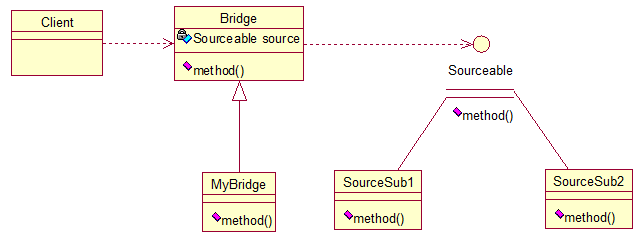 Client
Bridge
Sourceable source
method()
Sourceable
method()
MyBridge
method()
SourceSub1
method()
SourceSub2
method()